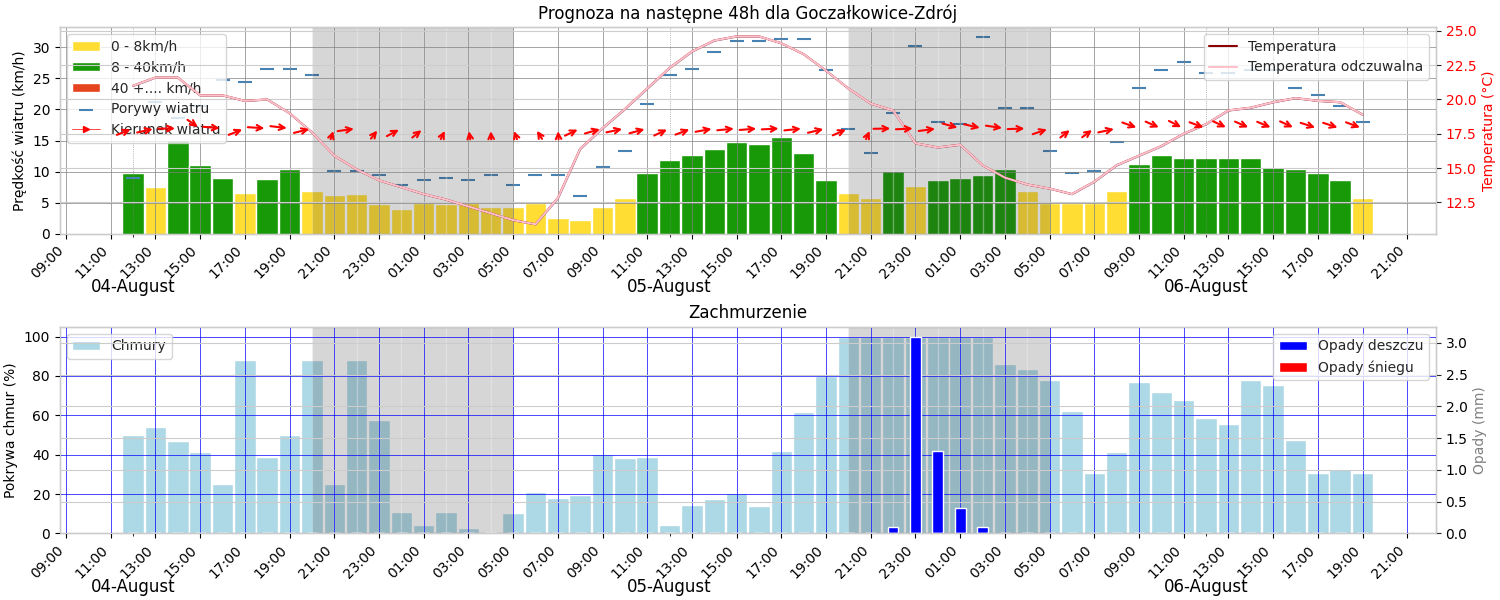 Prognoza na następne 48h dla Goczałkowice-Zdrój
Prędkość wiatru (km/h)
30
25
20
15
10
5
0
0 - 8km/h
8 - 40km/h
40 +.... km/h
Porywy wiatru
Kierunek wiatru
Temperatura
Temperatura odczuwalna
25.0
22.5
20.0
17.5
15.0
12.5
Temperatura (°C)
09:00 11:00 13:00 15:00 17:00 19:00 21:00 23:00 01:00 03:00 05:00 07:00 09:00 11:00 13:00 15:00 17:00 19:00 21:00 23:00 01:00 03:00 05:00 07:00 09:00 11:00 13:00 15:00 17:00 19:00 21:00
04-August 05-August 06-August
Zachmurzenie
Pokrywa chmur (%)
100
80
60
40
20
0
Chmury
Opady deszczu
Opady śniegu
3.0
2.5
2.0
1.5
1.0
0.5
0.0
Opady (mm)
09:00 11:00 13:00 15:00 17:00 19:00 21:00 23:00 01:00 03:00 05:00 07:00 09:00 11:00 13:00 15:00 17:00 19:00 21:00 23:00 01:00 03:00 05:00 07:00 09:00 11:00 13:00 15:00 17:00 19:00 21:00
04-August 05-August 06-August